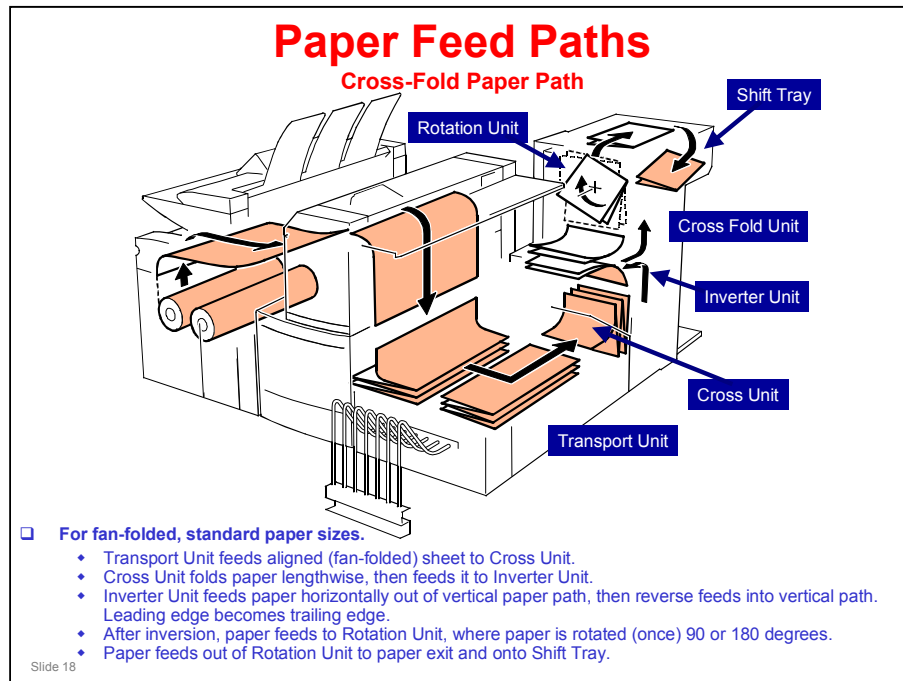 Paper Feed Paths
Cross-Fold Paper Path
Shift Tray
Rotation Unit
Cross Fold Unit
Inverter Unit
Cross Unit
Transport Unit
❑ For fan-folded, standard paper sizes.
◆ Transport Unit feeds aligned (fan-folded) sheet to Cross Unit.
◆ Cross Unit folds paper lengthwise, then feeds it to Inverter Unit.
◆ Inverter Unit feeds paper horizontally out of vertical paper path, then reverse feeds into vertical path.
Leading edge becomes trailing edge.
◆ After inversion, paper feeds to Rotation Unit, where paper is rotated (once) 90 or 180 degrees.
◆ Paper feeds out of Rotation Unit to paper exit and onto Shift Tray.
Slide 18